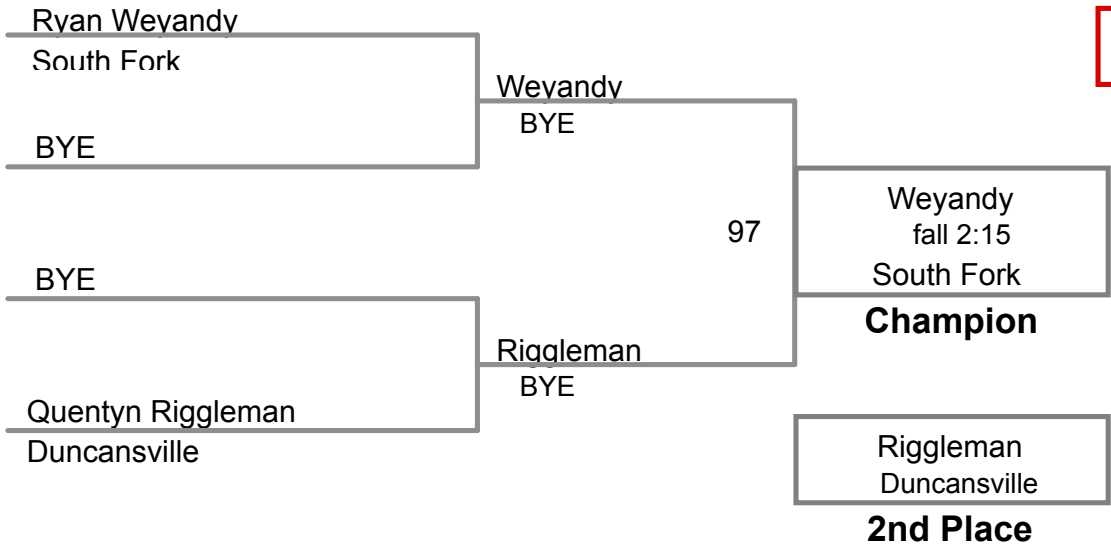 Ryan Weyandy
South Fork
BYE
BYE
Quentyn Riggleman
Duncansville
Weyandy
BYE
Riggleman
BYE
97
Weyandy
fall 2:15
South Fork
Champion
Riggleman
Duncansville
2nd Place